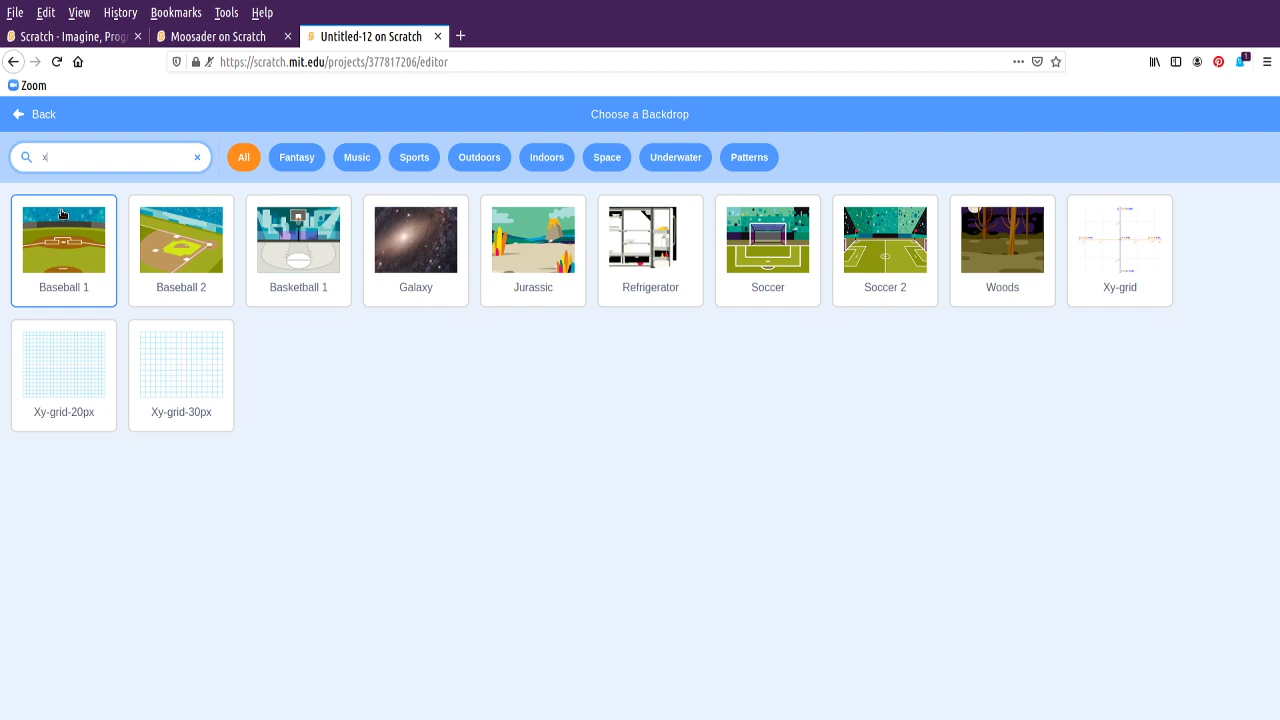 File Edit View History Bookmarks Tools Help
Scratch - Imagine, Prog Moosader on Scratch Untitled-12 on Scratch
https://scratch.mit.edu/projects/377817206/editor
1
Zoom
Back Choose a Backdrop
x All Fantasy Music Sports Outdoors Indoors Space Underwater Patterns
Baseball 1 Baseball 2 Basketball 1 Galaxy Jurassic Refrigerator Soccer Soccer 2 Woods Xy-grid
Xy-grid-20px Xy-grid-30px